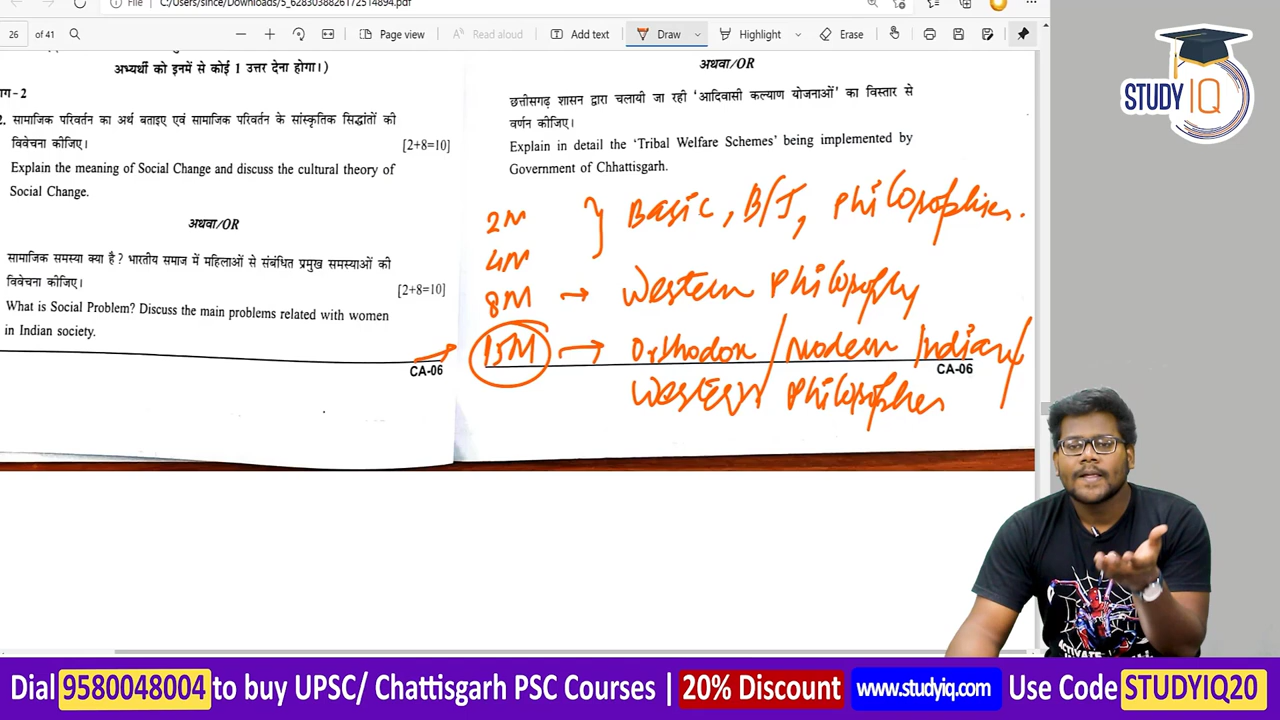 File
C:/Users/since/Downloads/5_6283038826172514894.pdf
26 of 41
Page view
Read aloud
Add text
Draw
Highlight
Erase
अभ्यर्थी को इनमें से कोई 1 उत्तर देना होगा।)
सामाजिक परिवर्तन का अर्थ बताइए एवं सामाजिक परिवर्तन के सांस्कृतिक सिद्धांतों की
विवेचना कीजिए। [2+8=10]
Explain the meaning of Social Change and discuss the cultural theory of
Social Change.
अथवा/OR
सामाजिक समस्या क्या है? भारतीय समाज में महिलाओं से संबंधित प्रमुख समस्याओं की
विवेचना कीजिए। [2+8=10]
What is Social Problem? Discuss the main problems related with women
in Indian society.
CA-06
अथवा/OR
छत्तीसगढ़ शासन द्वारा चलायी जा रही 'आदिवासी कल्याण योजनाओं' का विस्तार से
वर्णन कीजिए।
Explain in detail the 'Tribal Welfare Schemes' being implemented by
Government of Chhattisgarh.
2M
4M
Basic, B/J, Philosophies.
8M → Western Philosophy
15M → Orthodox / Modern Indian /
Western Philosophies
CA-06
STUDY IQ
Dial 9580048004 to buy UPSC/ Chattisgarh PSC Courses | 20% Discount www.studyiq.com Use Code STUDYIQ20